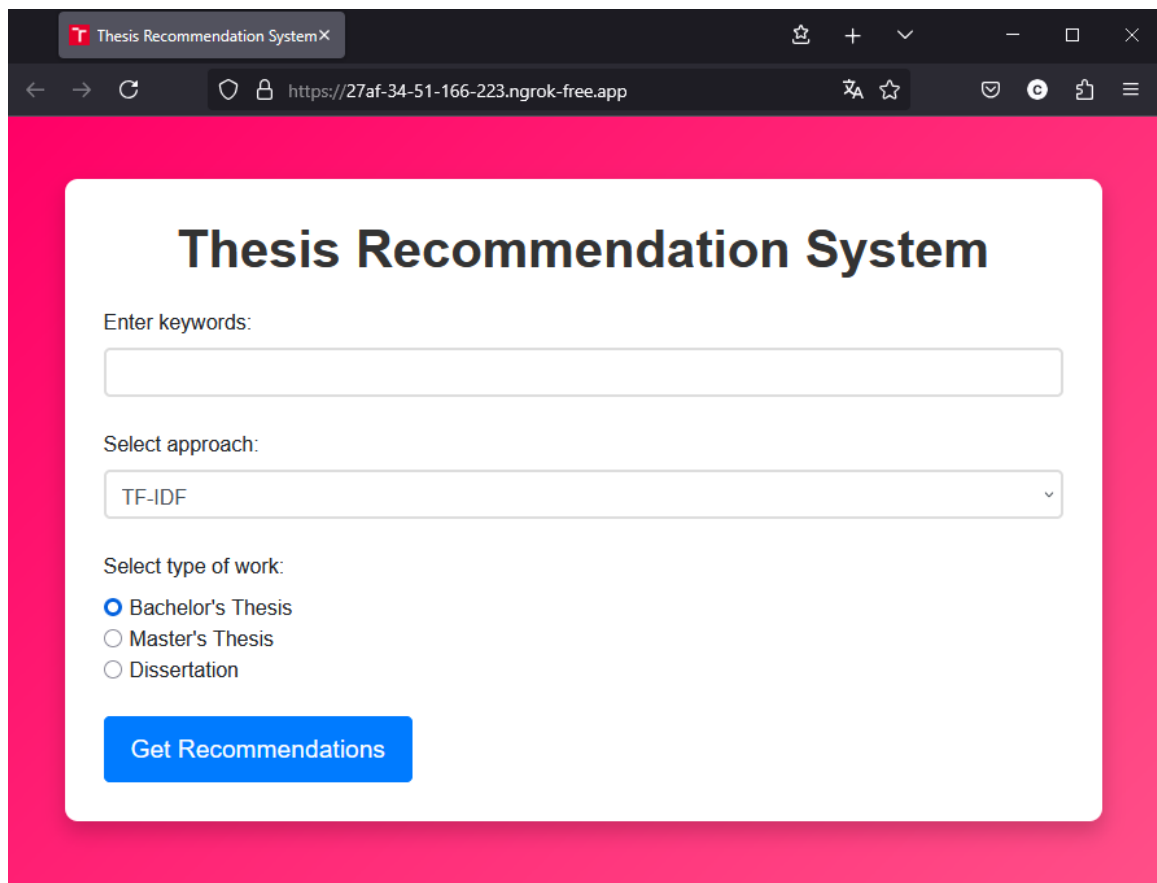 Thesis Recommendation System
https://27af-34-51-166-223.ngrok-free.app
Thesis Recommendation System
Enter keywords:
Select approach:
TF-IDF
Select type of work:
Bachelor's Thesis
Master's Thesis
Dissertation
Get Recommendations